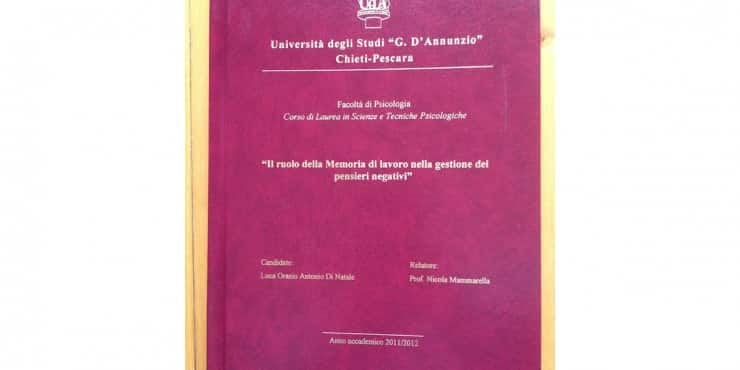 UdA
Università degli Studi “G. D’Annunzio”
Chieti-Pescara
Facoltà di Psicologia
Corso di Laurea in Scienze e Tecniche Psicologiche
“Il ruolo della Memoria di lavoro nella gestione dei
pensieri negativi”
Candidato:
Luca Orazio Antonio Di Natale
Relatore:
Prof. Nicola Mammarella
Anno accademico 2011/2012